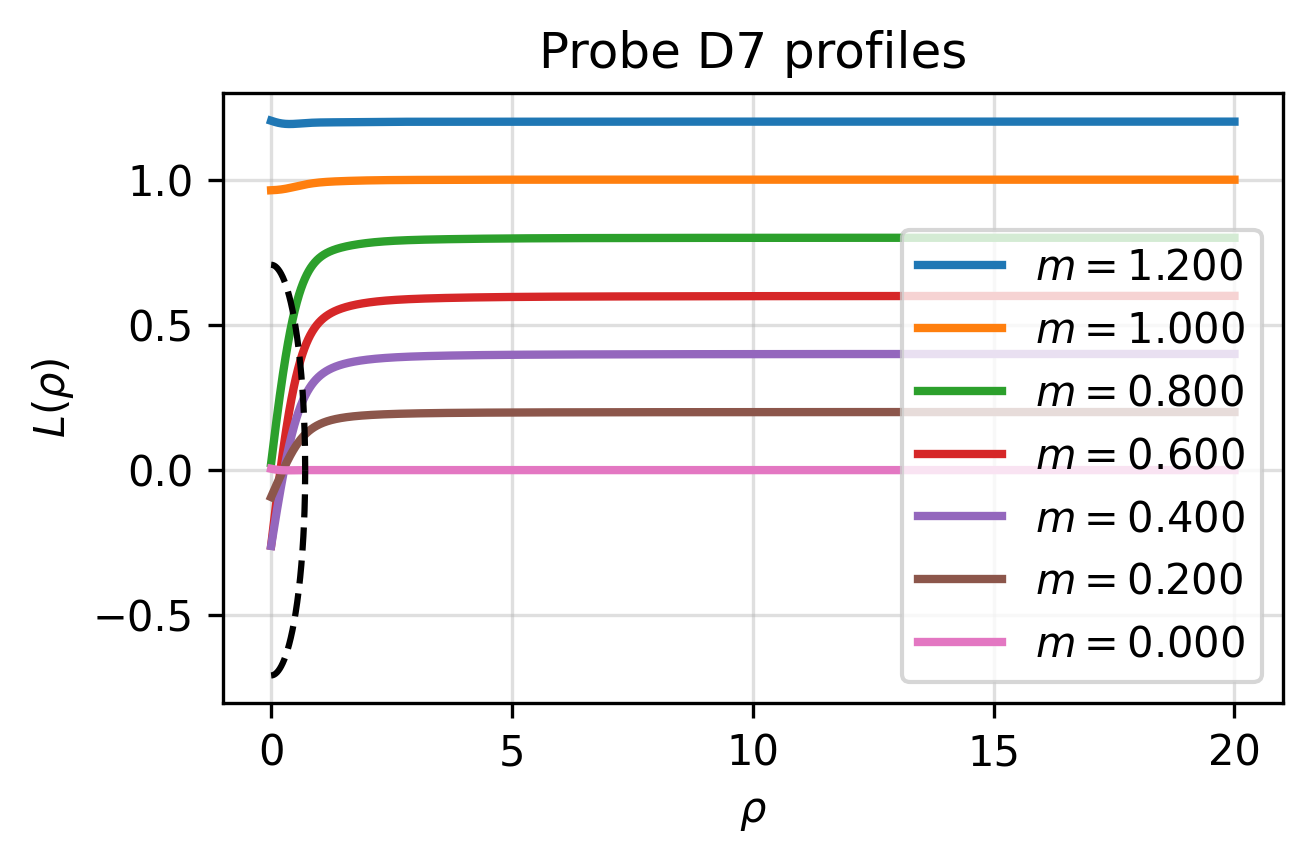 Probe D7 profiles
L(ρ)
1.0
0.5
0.0
−0.5
0
5
10
15
20
ρ
m = 1.200
m = 1.000
m = 0.800
m = 0.600
m = 0.400
m = 0.200
m = 0.000